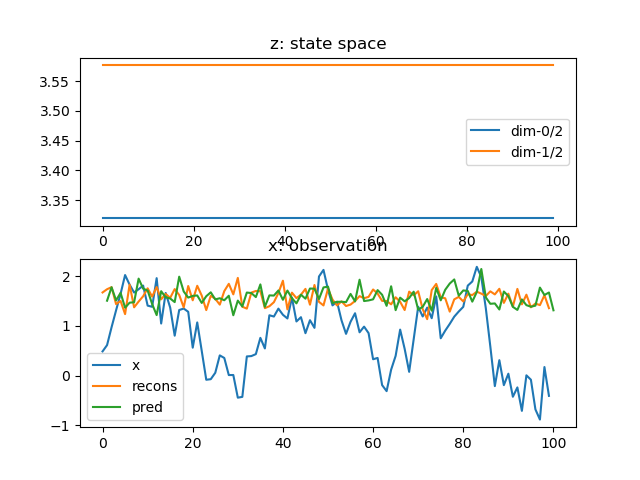 z: state space
3.55
3.50
3.45
3.40
3.35
dim-0/2
dim-1/2
0 20 40 60 80 100
x: observation
2
1
0
−1
x
recons
pred
0 20 40 60 80 100